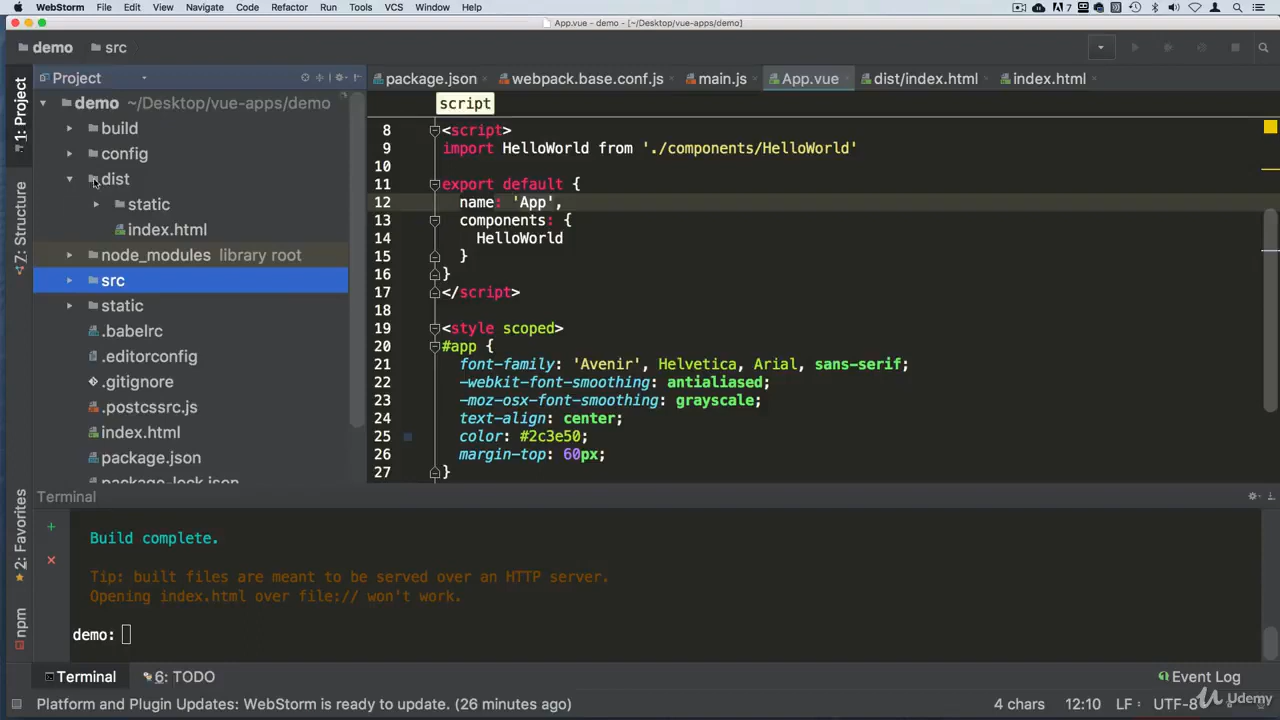 WebStorm File Edit View Navigate Code Refactor Run Tools VCS Window Help
App.vue - demo - [~/Desktop/vue-apps/demo]
demo src
Project
package.json webpack.base.conf.js main.js App.vue dist/index.html index.html
script
demo ~/Desktop/vue-apps/demo
build
config
dist
static
index.html
node_modules library root
src
static
.babelrc
.editorconfig
.gitignore
.postcssrc.js
index.html
package.json
package-lock.json
1: Project
7: Structure
2: Favorites
npm
8 <script>
9 import HelloWorld from './components/HelloWorld'
10
11 export default {
12 name: 'App',
13 components: {
14 HelloWorld
15 }
16 }
17 </script>
18
19 <style scoped>
20 #app {
21 font-family: 'Avenir', Helvetica, Arial, sans-serif;
22 -webkit-font-smoothing: antialiased;
23 -moz-osx-font-smoothing: grayscale;
24 text-align: center;
25 color: #2c3e50;
26 margin-top: 60px;
27 }
Terminal
Build complete.
Tip: built files are meant to be served over an HTTP server.
Opening index.html over file:// won't work.
demo:
Terminal 6: TODO Event Log
Platform and Plugin Updates: WebStorm is ready to update. (26 minutes ago) 4 chars 12:10 LF UTF-8
Udemy